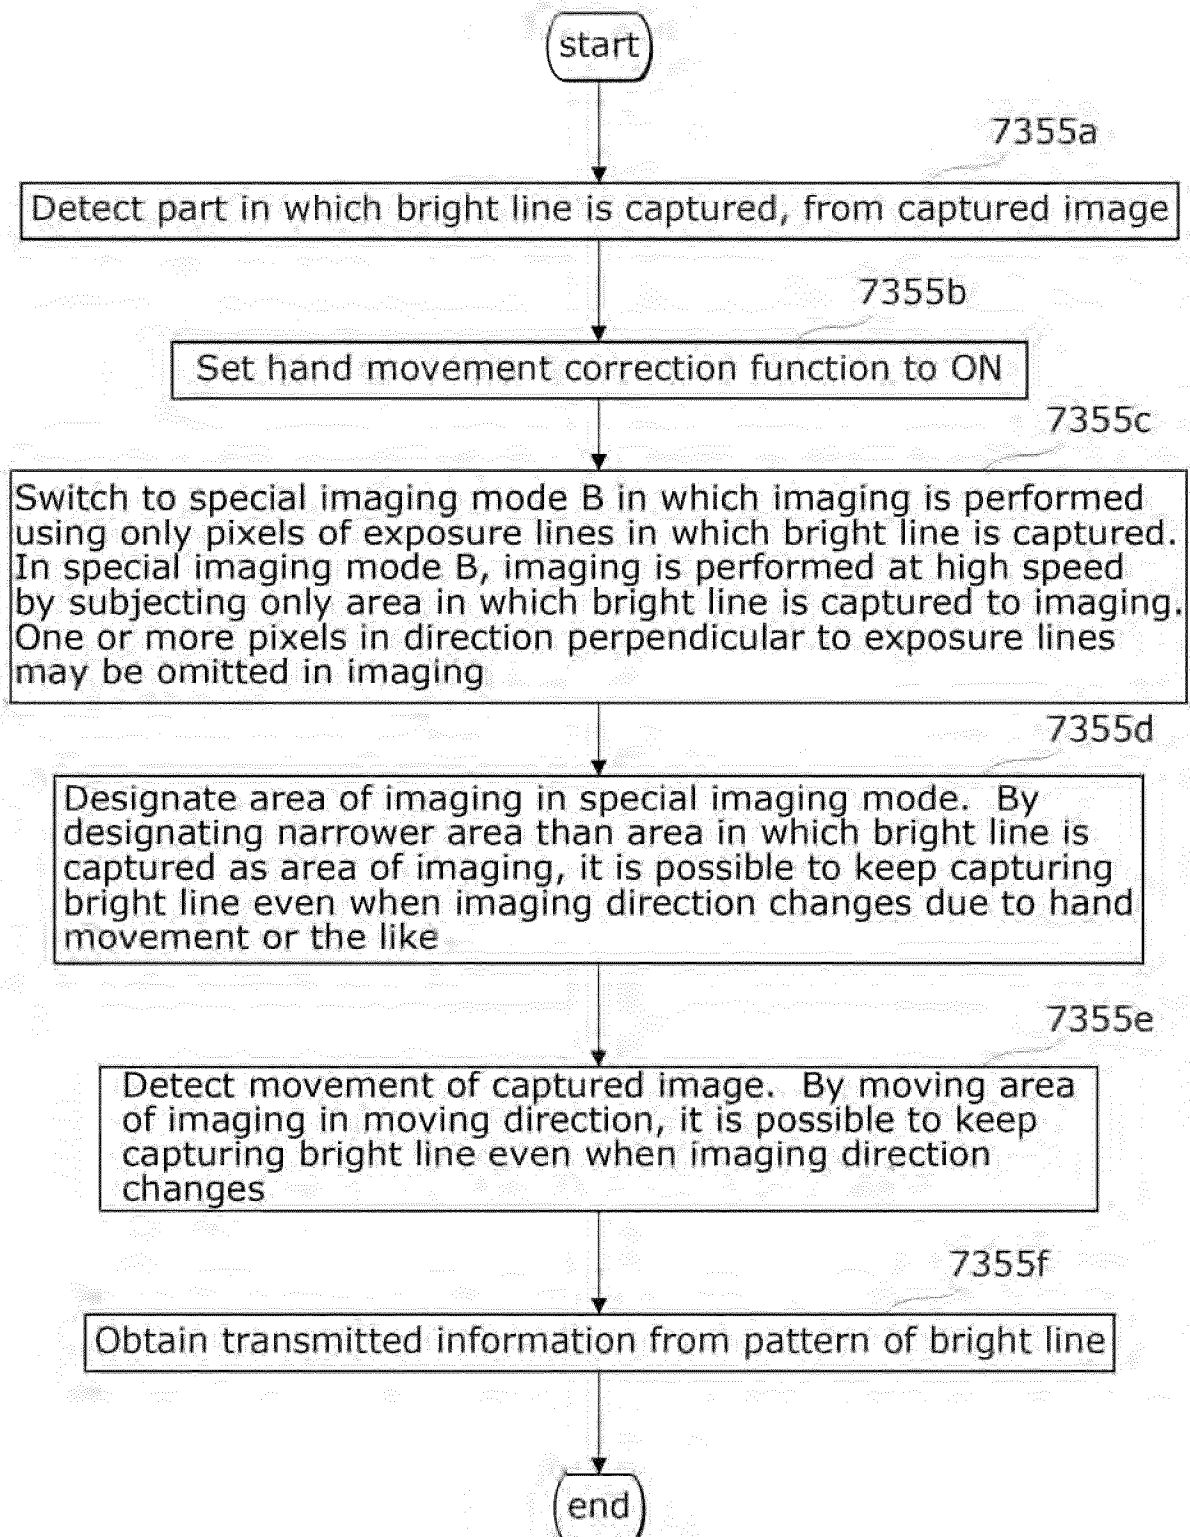 start
7355a
Detect part in which bright line is captured, from captured image
7355b
Set hand movement correction function to ON
7355c
Switch to special imaging mode B in which imaging is performed
using only pixels of exposure lines in which bright line is captured.
In special imaging mode B, imaging is performed at high speed
by subjecting only area in which bright line is captured to imaging.
One or more pixels in direction perpendicular to exposure lines
may be omitted in imaging
7355d
Designate area of imaging in special imaging mode.  By
designating narrower area than area in which bright line is
captured as area of imaging, it is possible to keep capturing
bright line even when imaging direction changes due to hand
movement or the like
7355e
Detect movement of captured image.  By moving area
of imaging in moving direction, it is possible to keep
capturing bright line even when imaging direction
changes
7355f
Obtain transmitted information from pattern of bright line
end